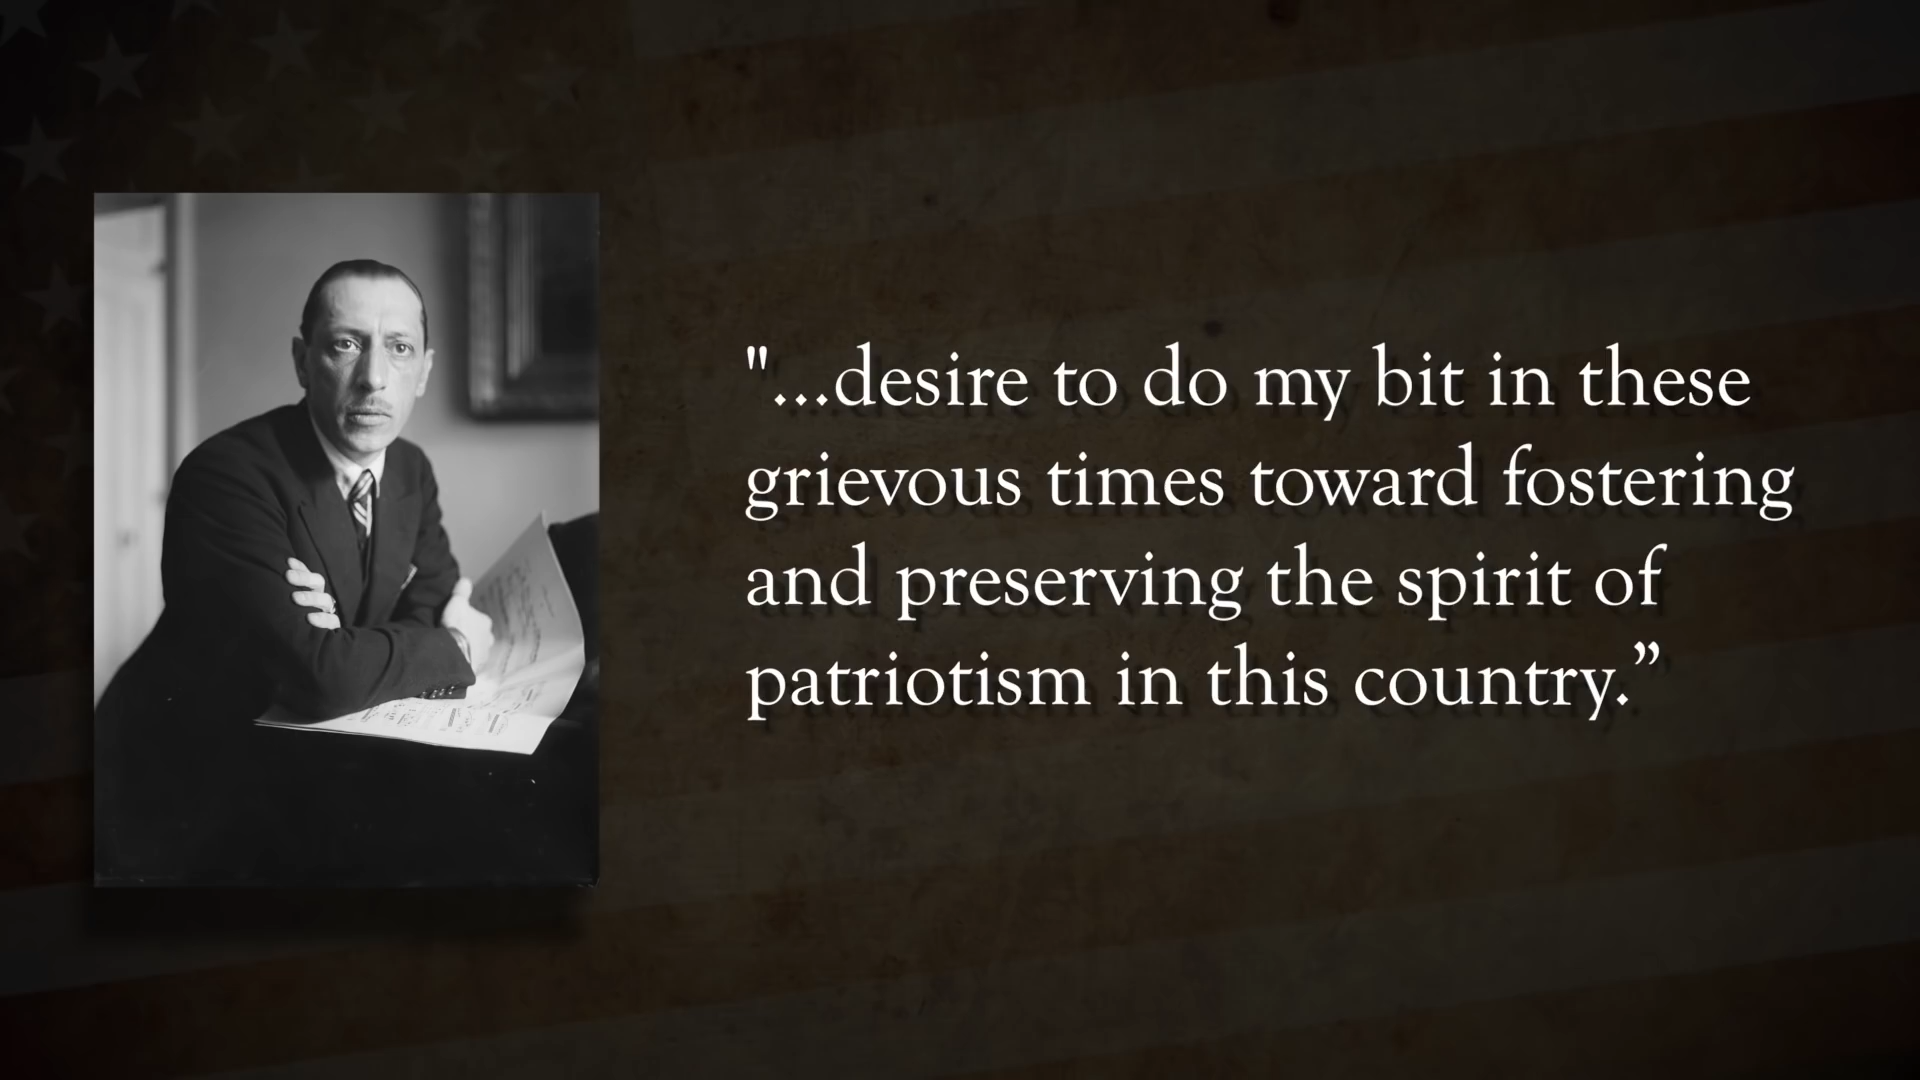 "...desire to do my bit in these
grievous times toward fostering
and preserving the spirit of
patriotism in this country.”